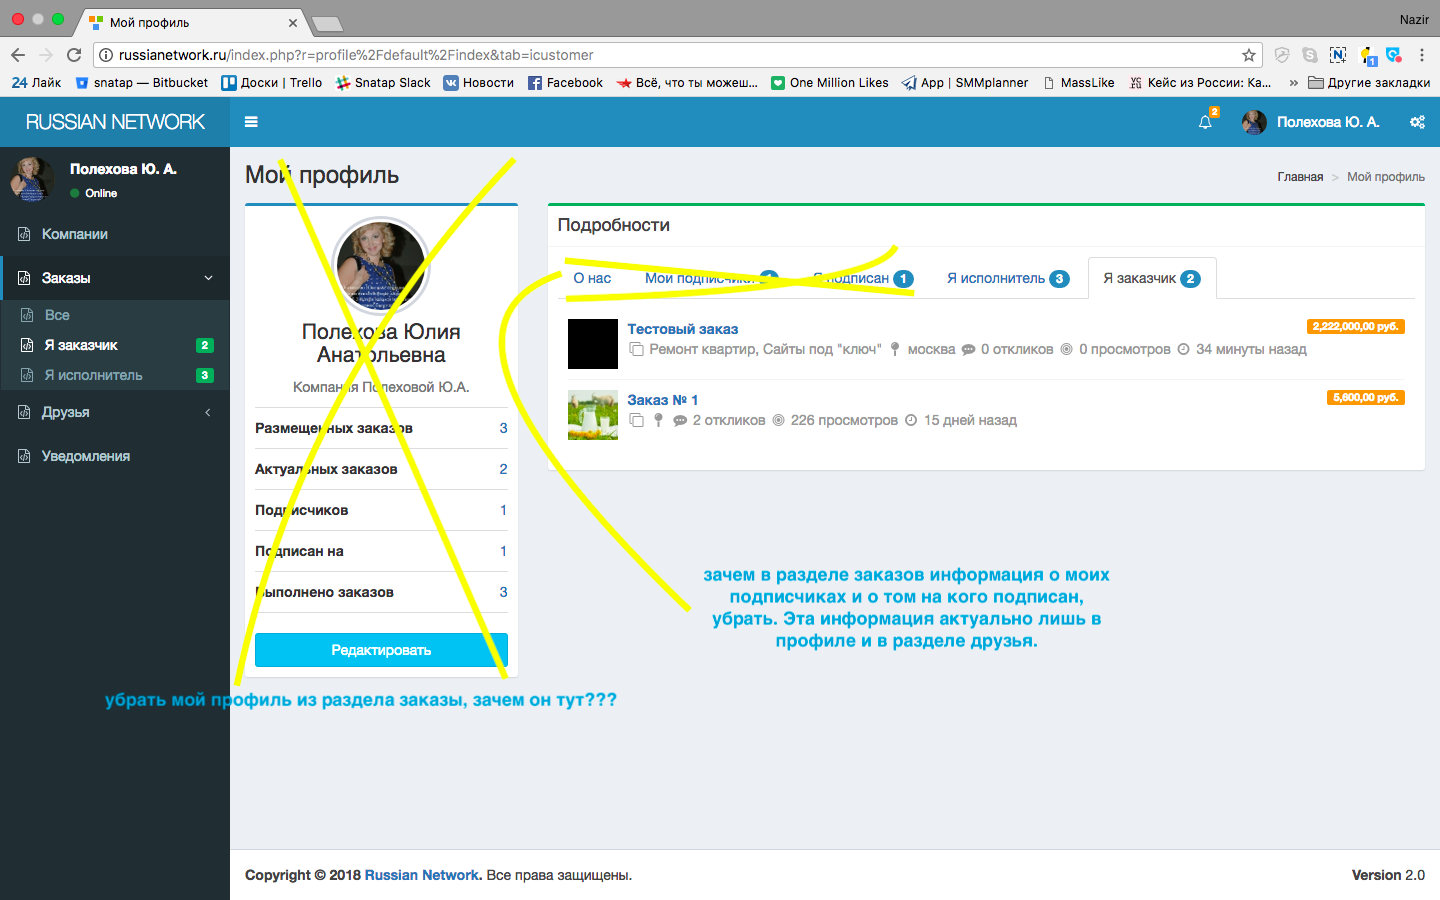 Мой профиль
Nazir
russianetwork.ru/index.php?r=profile%2Fdefault%2Findex&tab=icustomer
24 Лайк
snatap — Bitbucket
Доски | Trello
Snatap Slack
Новости
Facebook
Всё, что ты можеш...
One Million Likes
App | SMMplanner
MassLike
Кейс из России: Ка...
»
Другие закладки
RUSSIAN NETWORK
2
Полехова Ю. А.
Полехова Ю. А.
Online
Компании
Заказы
Все
Я заказчик 2
Я исполнитель 3
Друзья
Уведомления
Мой профиль
Главная > Мой профиль
Полехова Юлия
Анатольевна
Компания Полеховой Ю.А.
Размещенных заказов 3
Актуальных заказов 2
Подписчиков 1
Подписан на 1
Выполнено заказов 3
Редактировать
Подробности
О нас
Мои подписчики 1
Я подписан 1
Я исполнитель 3
Я заказчик 2
Тестовый заказ
2,222,000,00 руб.
Ремонт квартир, Сайты под "ключ" москва 0 откликов 0 просмотров 34 минуты назад
Заказ № 1
5,600,00 руб.
2 откликов 226 просмотров 15 дней назад
зачем в разделе заказов информация о моих
подписчиках и о том на кого подписан,
убрать. Эта информация актуально лишь в
профиле и в разделе друзья.
убрать мой профиль из раздела заказы, зачем он тут???
Copyright © 2018 Russian Network. Все права защищены.
Version 2.0